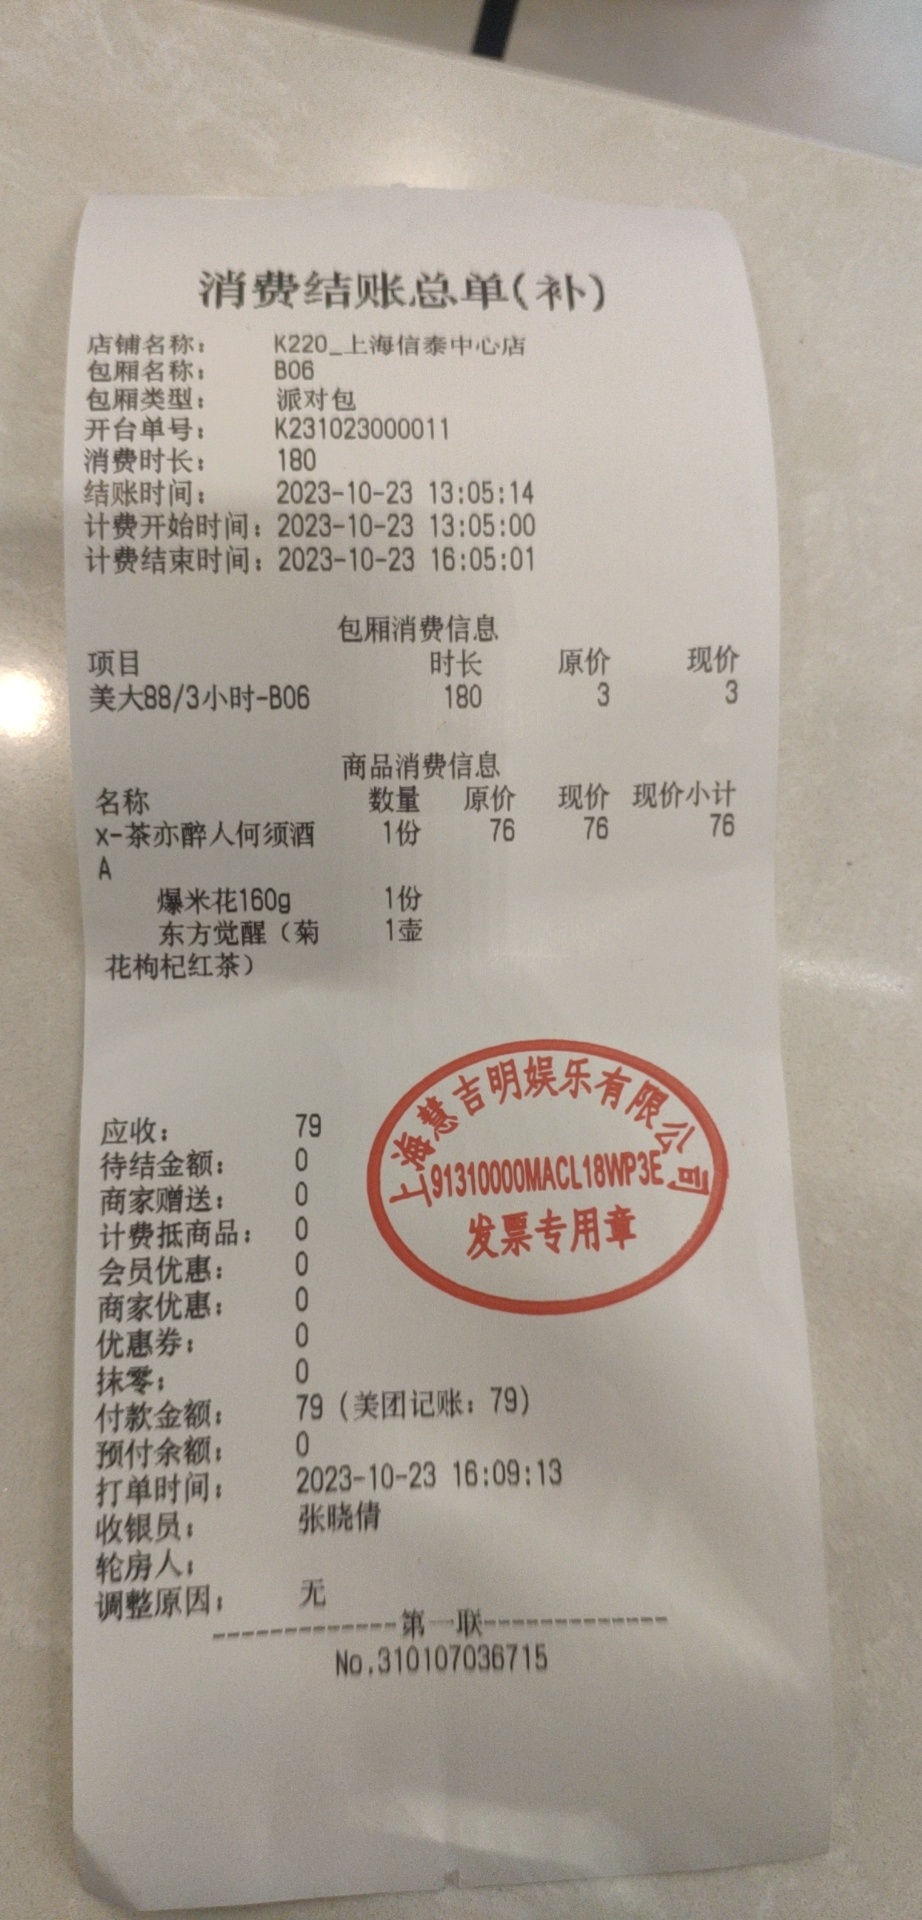 消费结账总单(补)
店铺名称: K220_上海信泰中心店
包厢名称: B06
包厢类型: 派对包
开台单号: K231023000011
消费时长: 180
结账时间: 2023-10-23 13:05:14
计费开始时间: 2023-10-23 13:05:00
计费结束时间: 2023-10-23 16:05:01
包厢消费信息
项目 时长 原价 现价
美大88/3小时-B06 180 3 3
商品消费信息
名称 数量 原价 现价 现价小计
x-茶亦醉人何须酒 1份 76 76 76
A
爆米花160g 1份
东方觉醒（菊 1壶
花枸杞红茶）
上海慧吉明娱乐有限公司
91310000MACL18WP3E
发票专用章
应收: 79
待结金额: 0
商家赠送: 0
计费抵商品: 0
会员优惠: 0
商家优惠: 0
优惠券: 0
抹零: 0
付款金额: 79 (美团记账: 79)
预付余额: 0
打单时间: 2023-10-23 16:09:13
收银员: 张晓倩
轮房人:
调整原因: 无
-------------第一联-------------
No.310107036715